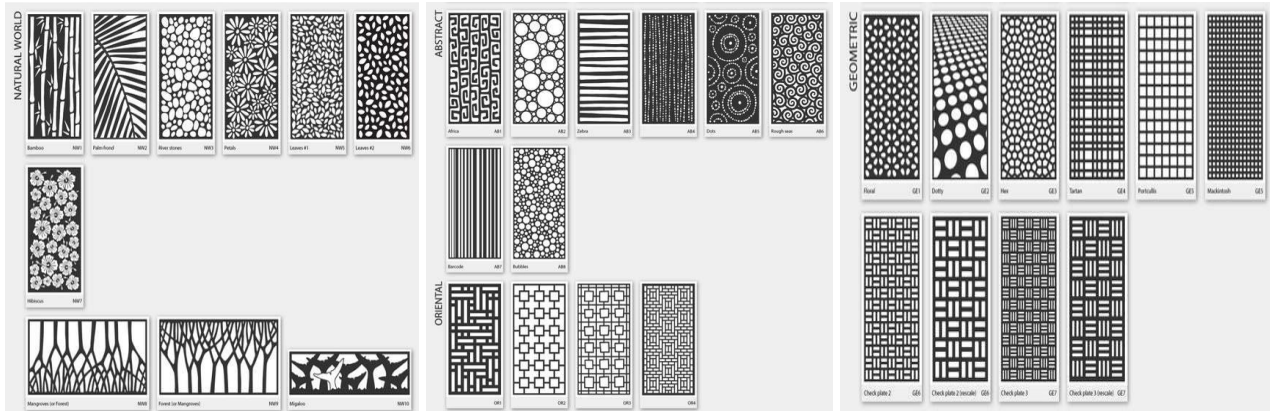 NATURAL WORLD
Bamboo NW1
Palm frond NW2
River stones NW3
Petals NW4
Leaves #1 NW5
Leaves #2 NW6
Hibiscus NW7
Mangroves (or Forest) NW8
Forest (or Mangroves) NW9
Migaloo NW10
ABSTRACT
Africa AB1
AB2
Zebra AB3
AB4
Dots AB5
Rough seas AB6
Barcode AB7
Bubbles AB8
ORIENTAL
OR1
OR2
OR3
OR4
GEOMETRIC
Floral GE1
Dotty GE2
Hex GE3
Tartan GE4
Portcullis GE5
Mackintosh GE5
Check plate 2 GE6
Check plate 2 (rescale) GE6
Check plate 3 GE7
Check plate 3 (rescale) GE7